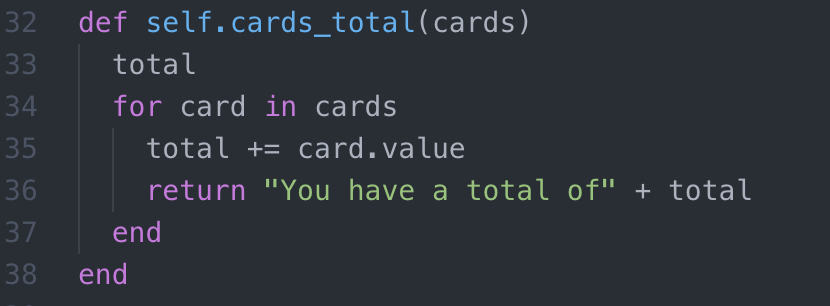 32 def self.cards_total(cards)
33 total
34 for card in cards
35 total += card.value
36 return "You have a total of" + total
37 end
38 end